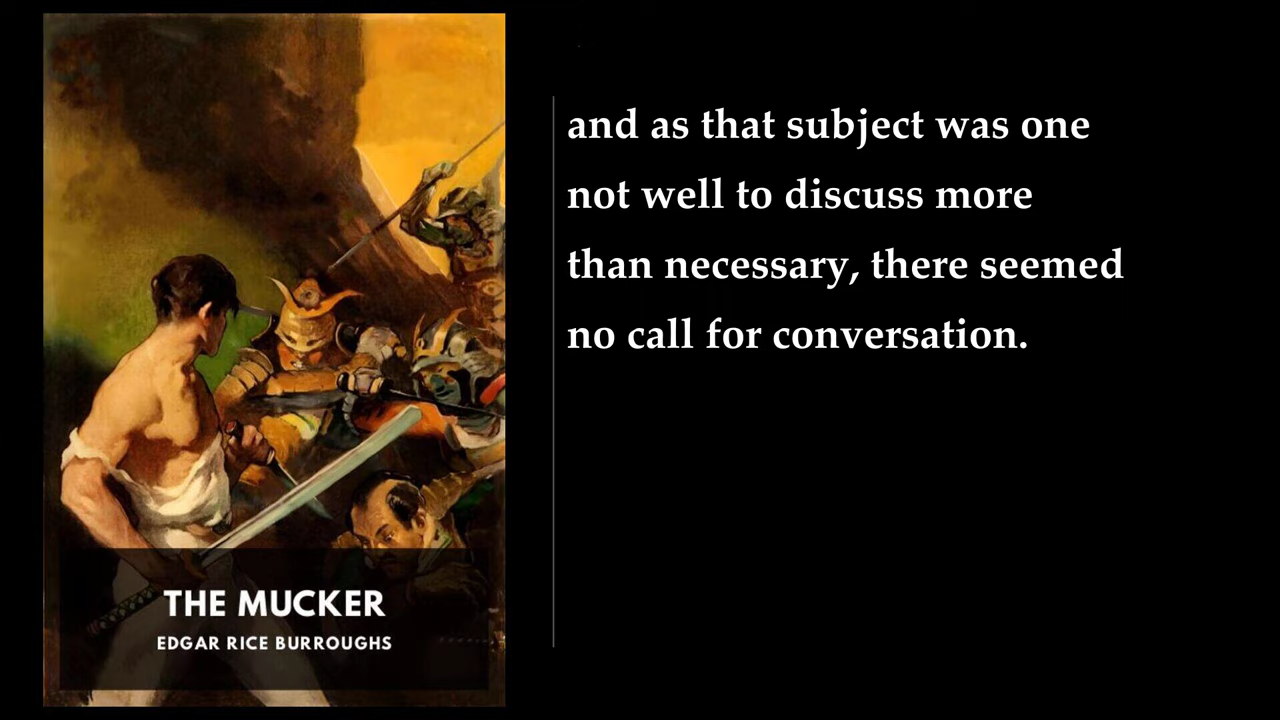 THE MUCKER
EDGAR RICE BURROUGHS
and as that subject was one
not well to discuss more
than necessary, there seemed
no call for conversation.